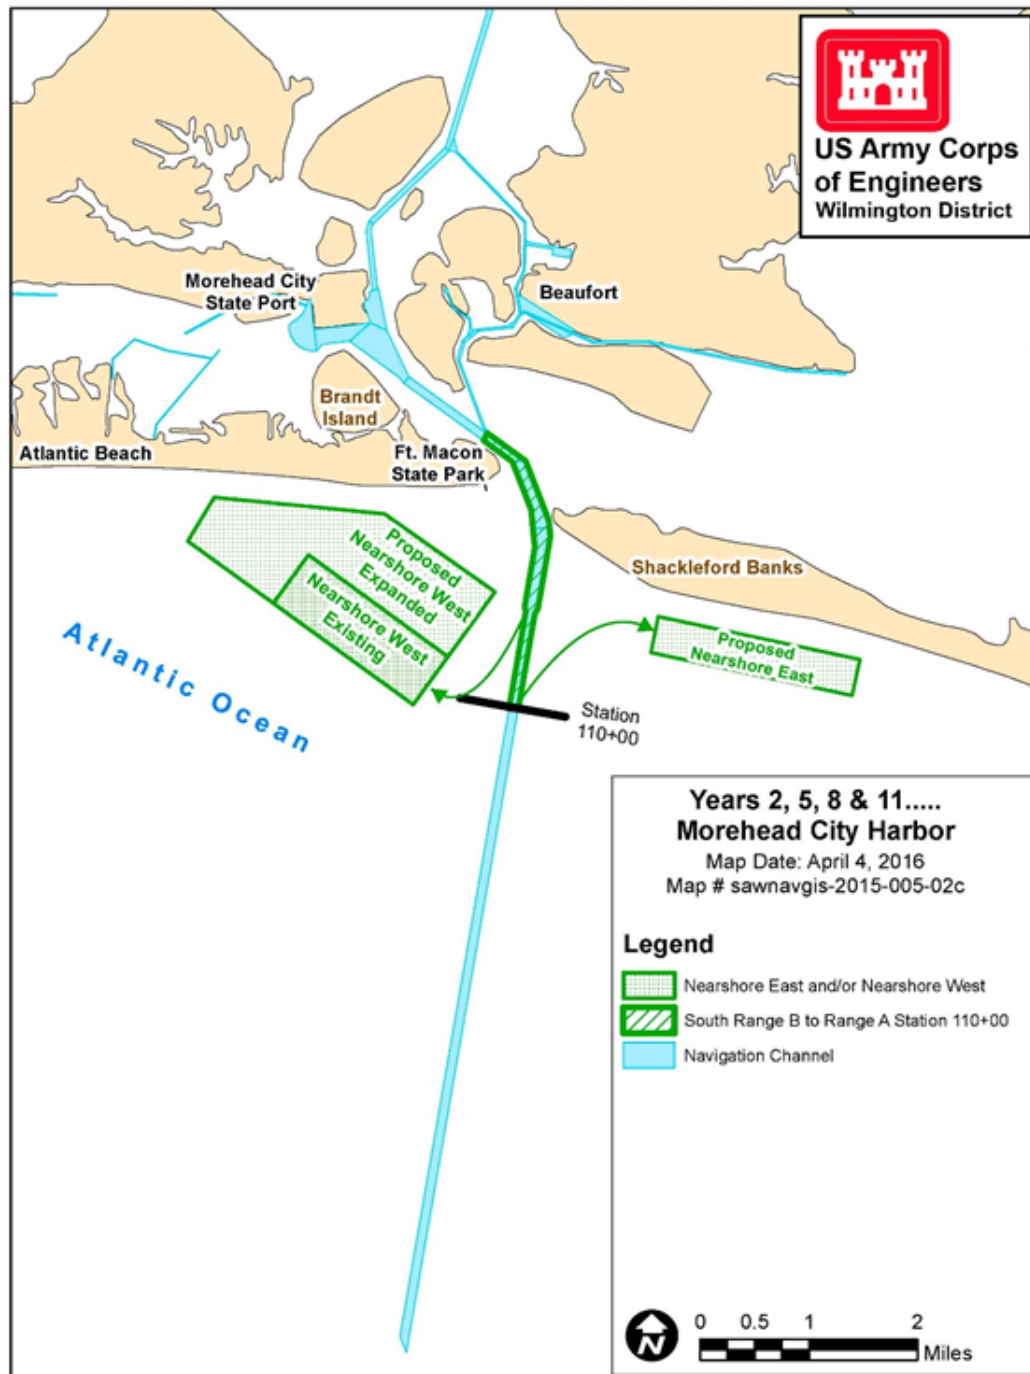 US Army Corps
of Engineers
Wilmington District
Morehead City
State Port
Beaufort
Brandt
Island
Atlantic Beach
Ft. Macon
State Park
Shackleford Banks
Proposed
Nearshore West
Expanded
Nearshore West
Existing
Proposed
Nearshore East
Atlantic Ocean
Station
110+00
Years 2, 5, 8 & 11.....
Morehead City Harbor
Map Date: April 4, 2016
Map # sawnavgis-2015-005-02c
Legend
Nearshore East and/or Nearshore West
South Range B to Range A Station 110+00
Navigation Channel
N
0 0.5 1 2
Miles